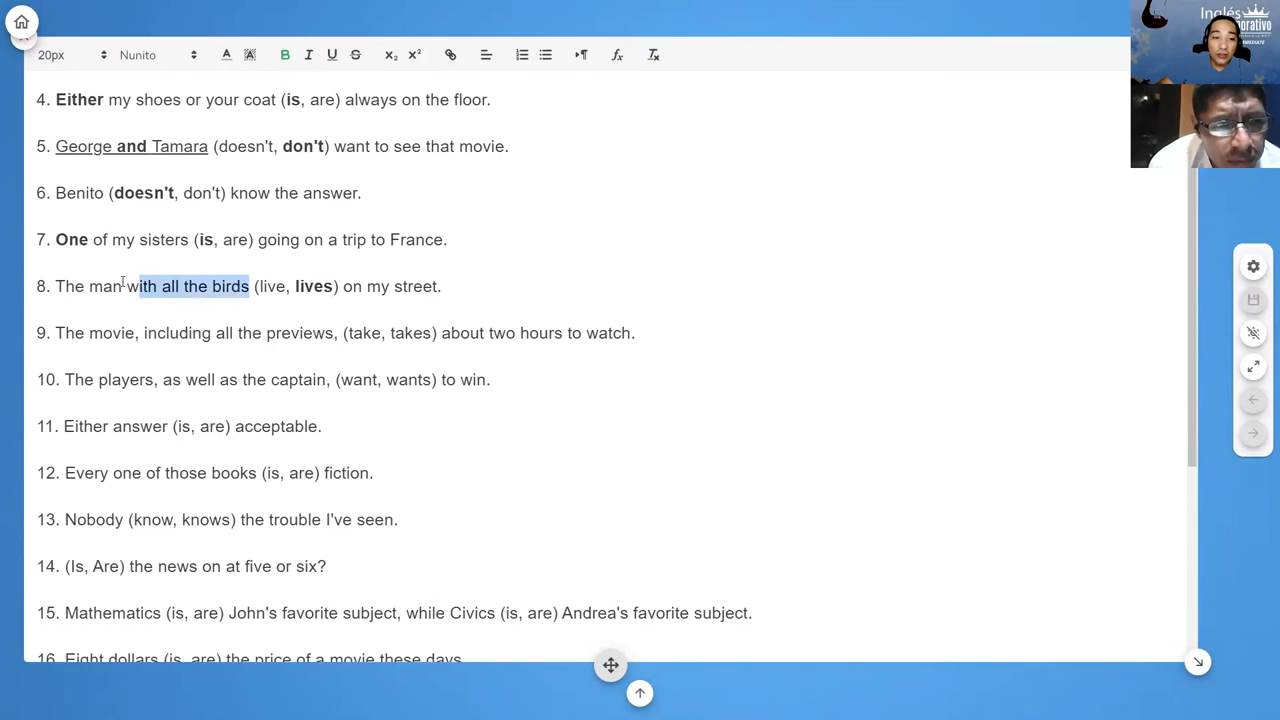 Inglés
orativo
MEDIATE
20px
Nunito
4. Either my shoes or your coat (is, are) always on the floor.
5. George and Tamara (doesn't, don't) want to see that movie.
6. Benito (doesn't, don't) know the answer.
7. One of my sisters (is, are) going on a trip to France.
8. The man with all the birds (live, lives) on my street.
9. The movie, including all the previews, (take, takes) about two hours to watch.
10. The players, as well as the captain, (want, wants) to win.
11. Either answer (is, are) acceptable.
12. Every one of those books (is, are) fiction.
13. Nobody (know, knows) the trouble I've seen.
14. (Is, Are) the news on at five or six?
15. Mathematics (is, are) John's favorite subject, while Civics (is, are) Andrea's favorite subject.
16. Eight dollars (is, are) the price of a movie these days.